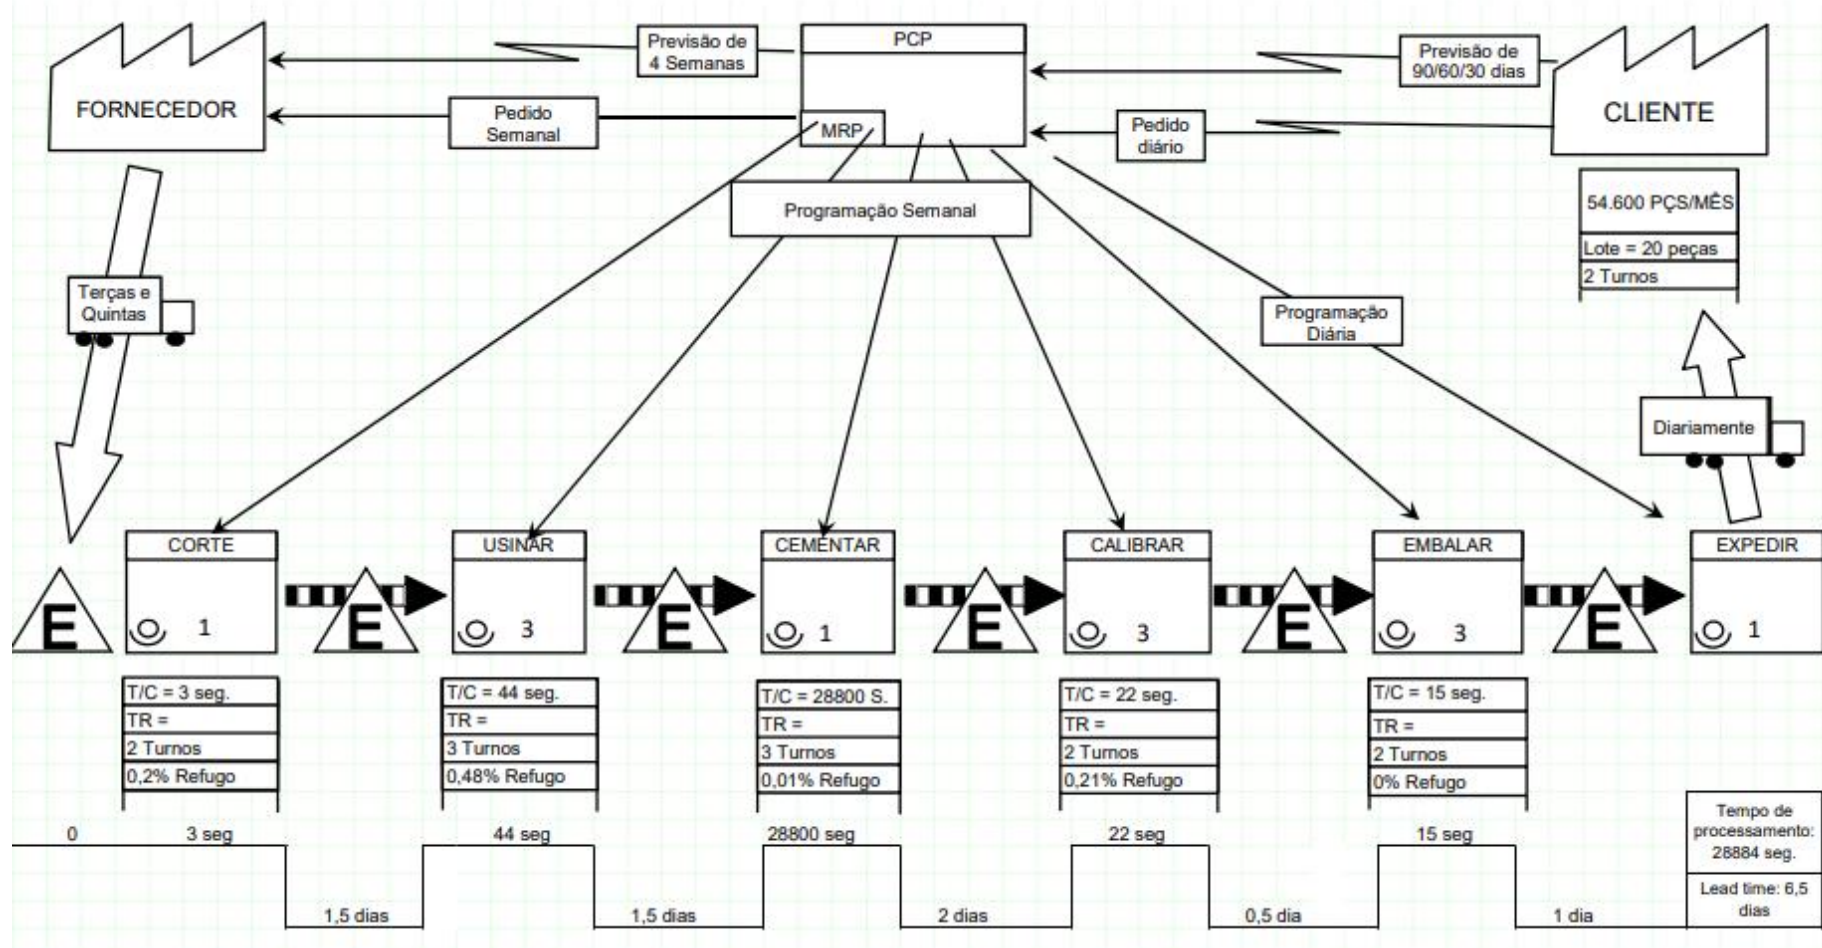 FORNECEDOR
Previsão de
4 Semanas
Pedido
Semanal
PCP
MRP
Previsão de
90/60/30 dias
Pedido
diário
CLIENTE
54.600 PÇS/MÊS
Lote = 20 peças
2 Turnos
Programação Semanal
Terças e
Quintas
Programação
Diária
Diariamente
E
CORTE
1
E
USINAR
3
E
CEMENTAR
1
E
CALIBRAR
3
E
EMBALAR
3
E
EXPEDIR
1
T/C = 3 seg.
TR =
2 Turnos
0,2% Refugo
T/C = 44 seg.
TR =
3 Turnos
0,48% Refugo
T/C = 28800 S.
TR =
3 Turnos
0,01% Refugo
T/C = 22 seg.
TR =
2 Turnos
0,21% Refugo
T/C = 15 seg.
TR =
2 Turnos
0% Refugo
0
3 seg
44 seg
28800 seg
22 seg
15 seg
1,5 dias
1,5 dias
2 dias
0,5 dia
1 dia
Tempo de
processamento:
28884 seg.
Lead time: 6,5
dias